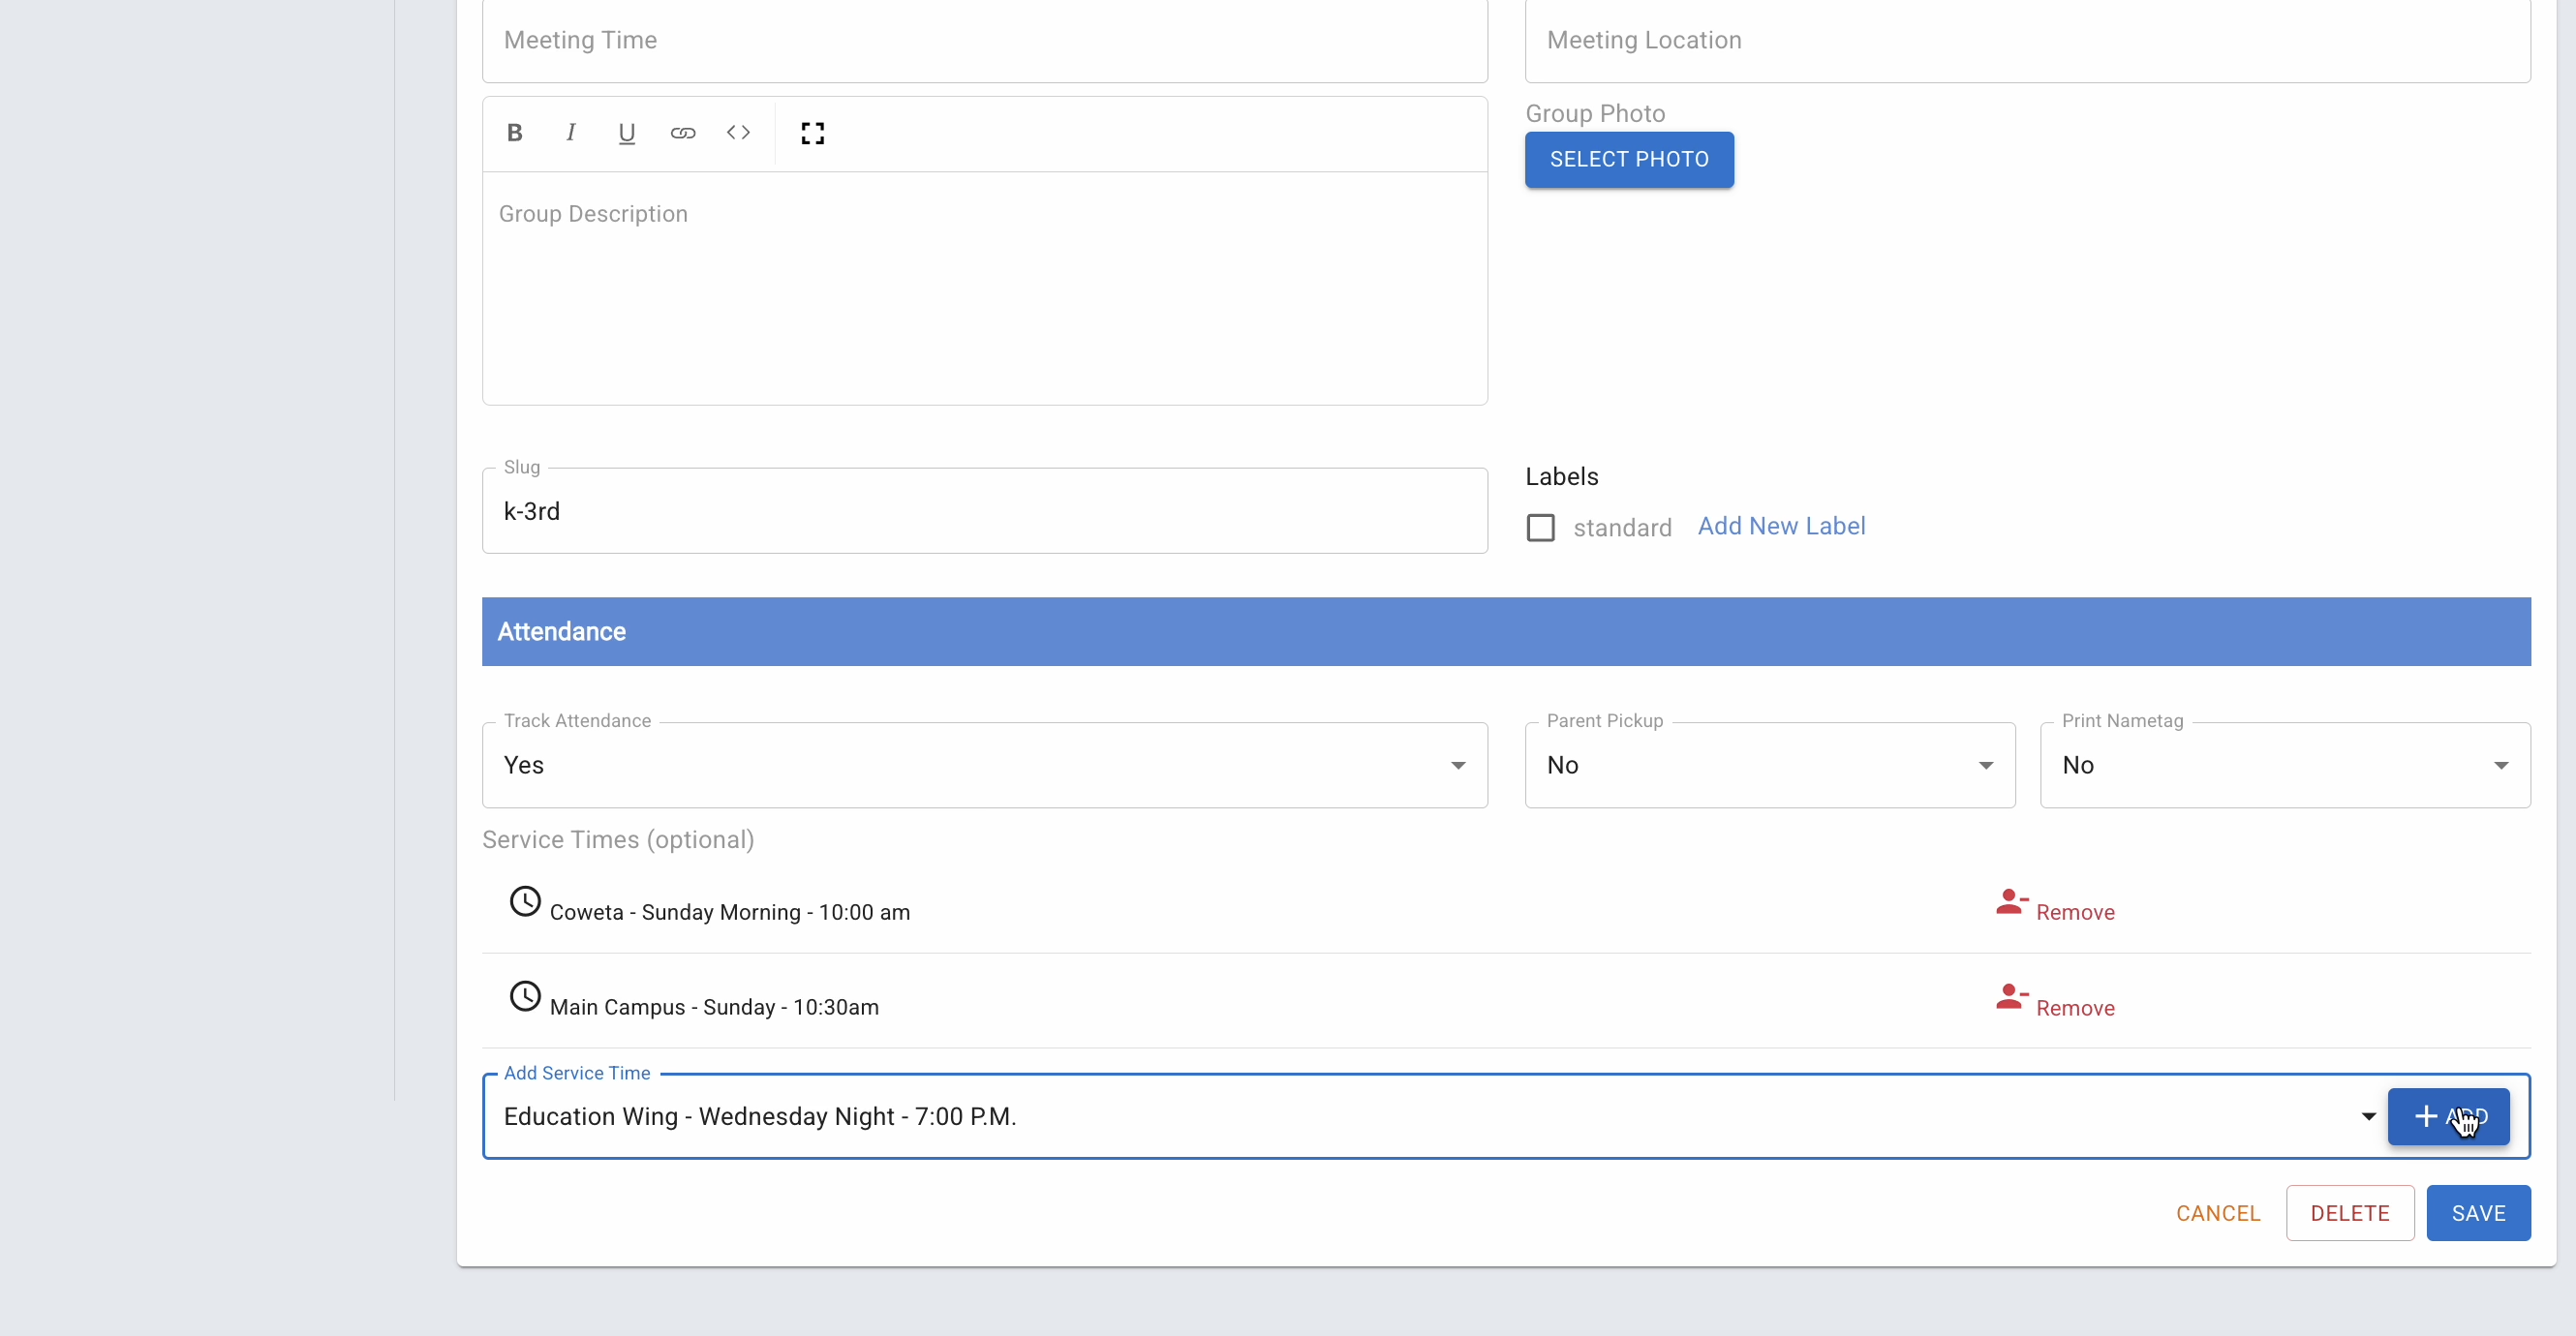 Meeting Time
Meeting Location
B I U <>
Group Photo
SELECT PHOTO
Group Description
Slug
k-3rd
Labels
standard Add New Label
Attendance
Track Attendance
Yes
Parent Pickup
No
Print Nametag
No
Service Times (optional)
Coweta - Sunday Morning - 10:00 am
Remove
Main Campus - Sunday - 10:30am
Remove
Add Service Time
Education Wing - Wednesday Night - 7:00 P.M.
+ ADD
CANCEL
DELETE
SAVE